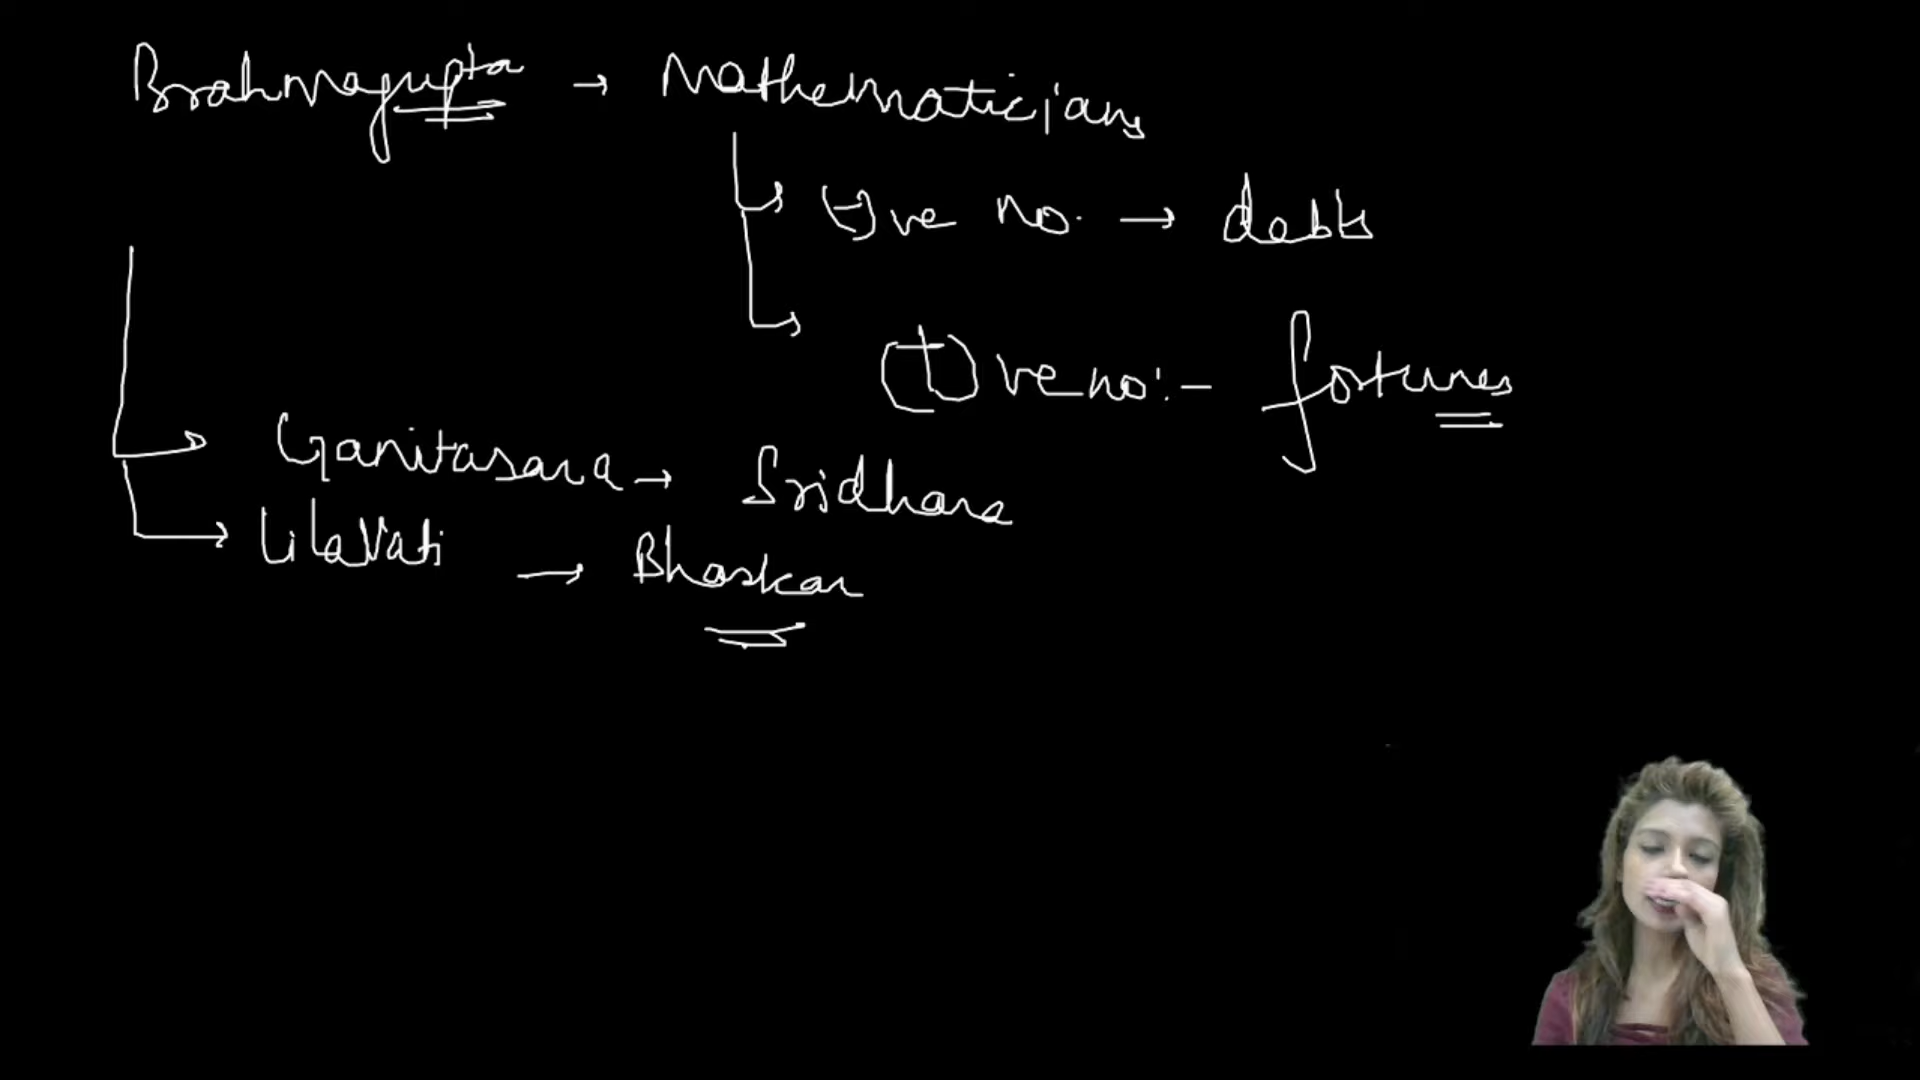 Brahmagupta → Mathematicians
(-)ve no. → debts
(+)ve no:- fortunes
Ganitasara → Sridhara
Lilavati → Bhaskar